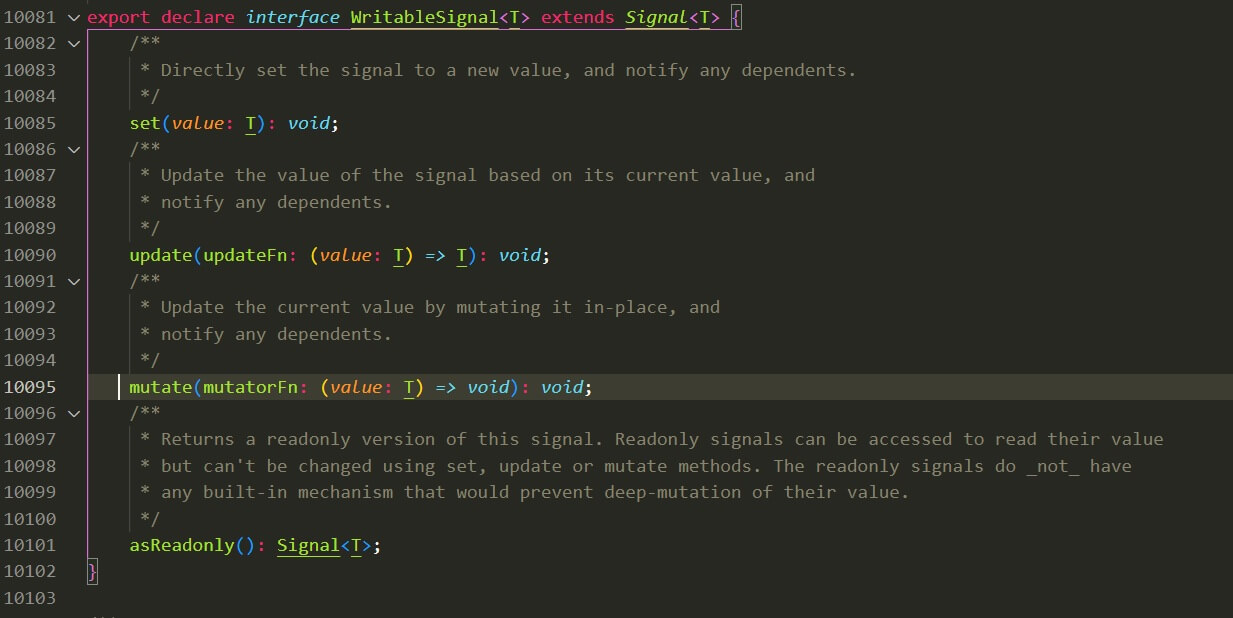 10081 export declare interface WritableSignal<T> extends Signal<T> {
10082 /**
10083 * Directly set the signal to a new value, and notify any dependents.
10084 */
10085 set(value: T): void;
10086 /**
10087 * Update the value of the signal based on its current value, and
10088 * notify any dependents.
10089 */
10090 update(updateFn: (value: T) => T): void;
10091 /**
10092 * Update the current value by mutating it in-place, and
10093 * notify any dependents.
10094 */
10095 mutate(mutatorFn: (value: T) => void): void;
10096 /**
10097 * Returns a readonly version of this signal. Readonly signals can be accessed to read their value
10098 * but can't be changed using set, update or mutate methods. The readonly signals do _not_ have
10099 * any built-in mechanism that would prevent deep-mutation of their value.
10100 */
10101 asReadonly(): Signal<T>;
10102 }
10103